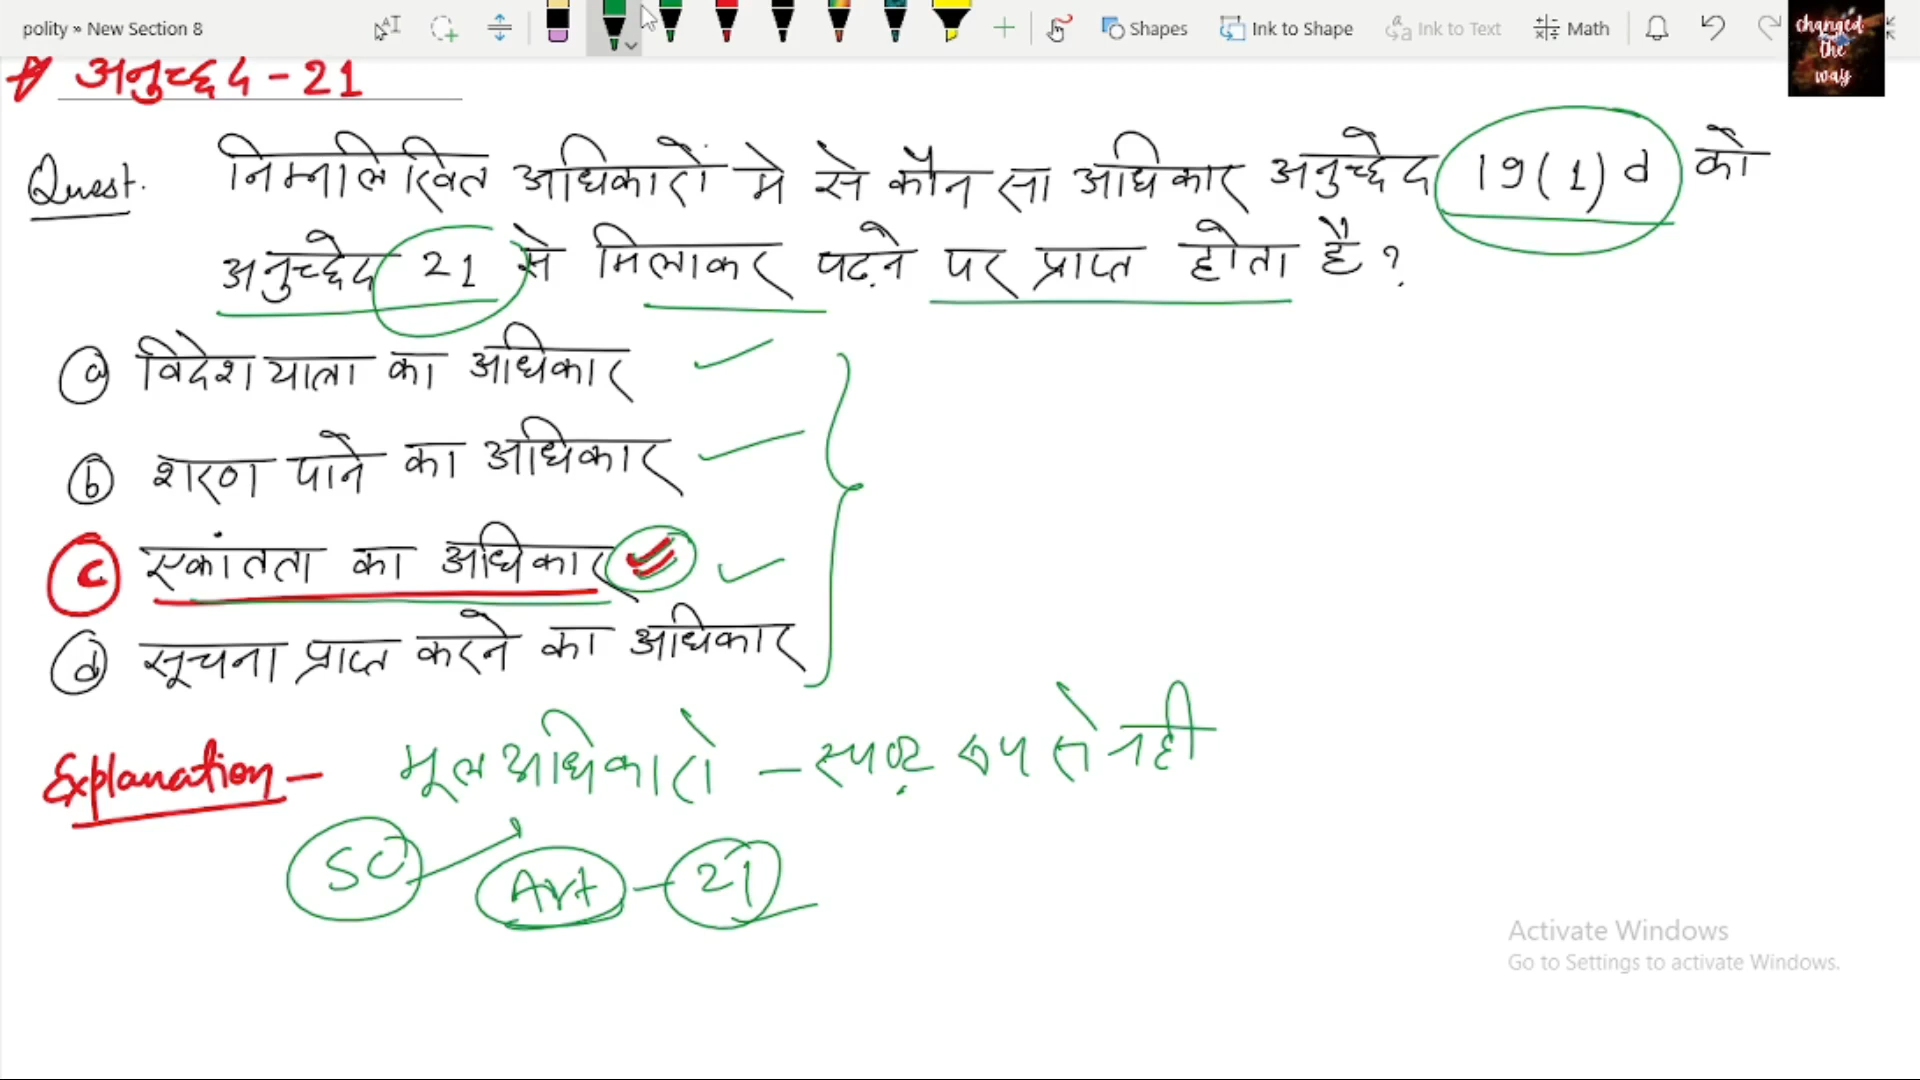 polity » New Section 8
Shapes
Ink to Shape
Ink to Text
Math
changed
the
way
अनुच्छेद - 21
Quest. निम्नलिखित अधिकारों मे से कौन सा अधिकार अनुच्छेद 19(1) d को
अनुच्छेद 21 से मिलाकर पढ़ने पर प्राप्त होता है ?
a विदेश यात्रा का अधिकार
b शरण पाने का अधिकार
c एकांतता का अधिकार
d सूचना प्राप्त करने का अधिकार
Explanation - मूल अधिकारो - स्पष्ट रूप से नही
SC Art - 21
Activate Windows
Go to Settings to activate Windows.